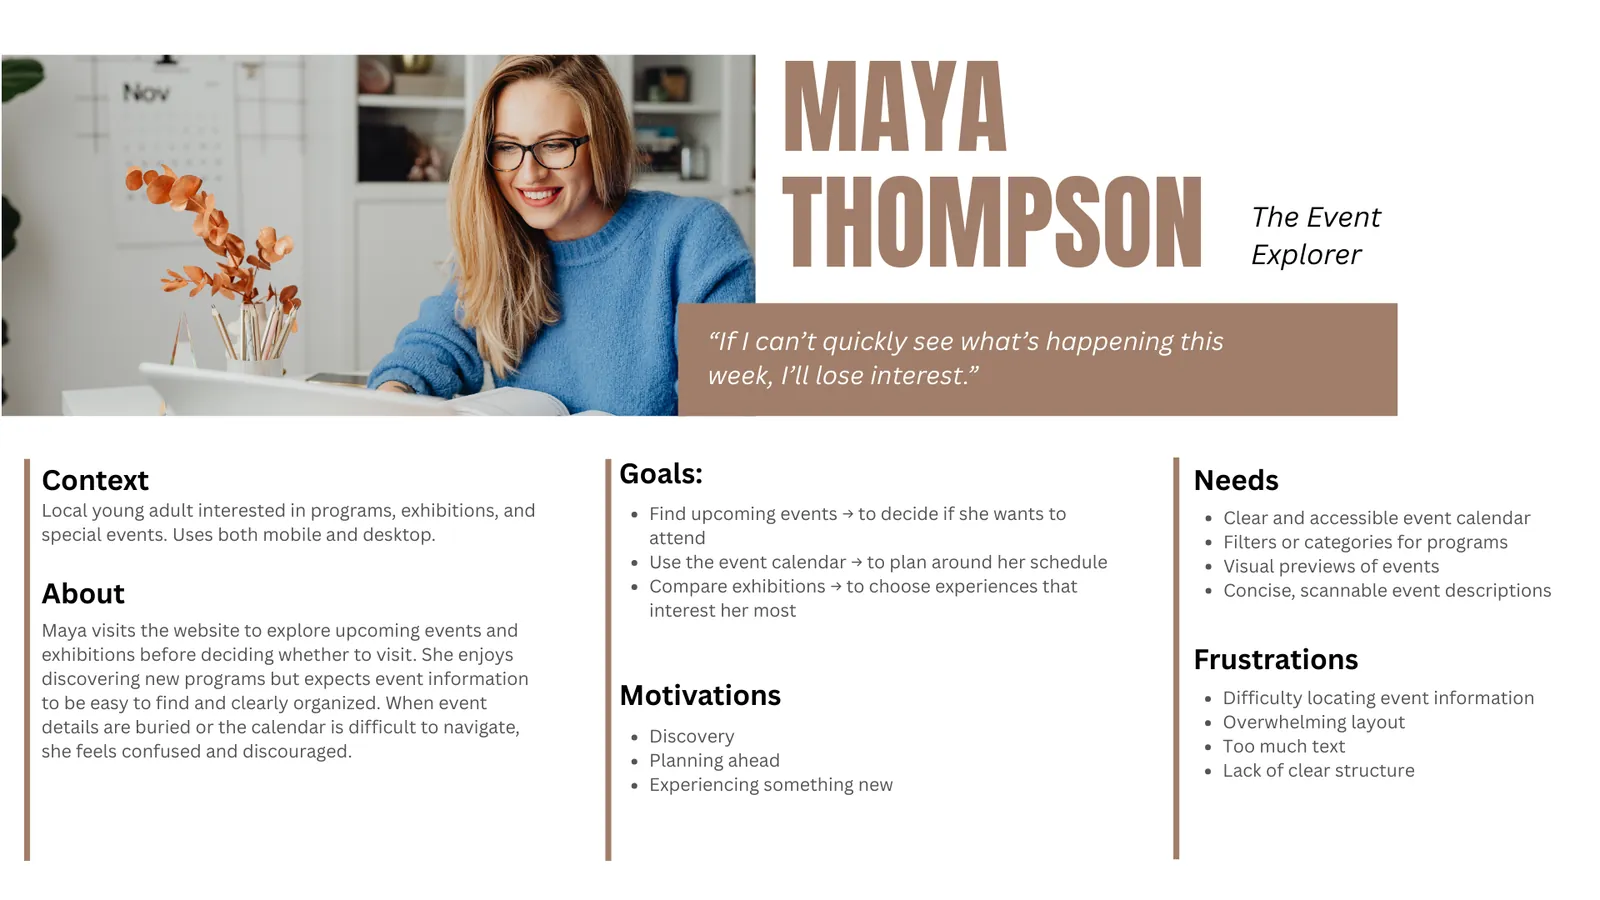 Nov
MAYA
THOMPSON
The Event
Explorer
“If I can’t quickly see what’s happening this
week, I’ll lose interest.”
Context
Local young adult interested in programs, exhibitions, and
special events. Uses both mobile and desktop.
About
Maya visits the website to explore upcoming events and
exhibitions before deciding whether to visit. She enjoys
discovering new programs but expects event information
to be easy to find and clearly organized. When event
details are buried or the calendar is difficult to navigate,
she feels confused and discouraged.
Goals:
• Find upcoming events → to decide if she wants to
attend
• Use the event calendar → to plan around her schedule
• Compare exhibitions → to choose experiences that
interest her most
Motivations
• Discovery
• Planning ahead
• Experiencing something new
Needs
• Clear and accessible event calendar
• Filters or categories for programs
• Visual previews of events
• Concise, scannable event descriptions
Frustrations
• Difficulty locating event information
• Overwhelming layout
• Too much text
• Lack of clear structure